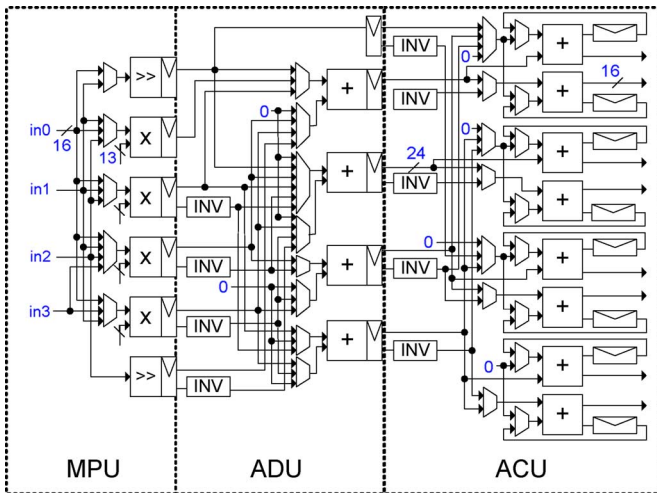 INV
>>
+
0
INV
+
16
0
+
in0
16
13
X
0
+
24
in1
X
INV
+
INV
+
0
in2
X
INV
+
INV
+
0
in3
X
INV
+
INV
+
0
>>
INV
+
MPU
ADU
ACU